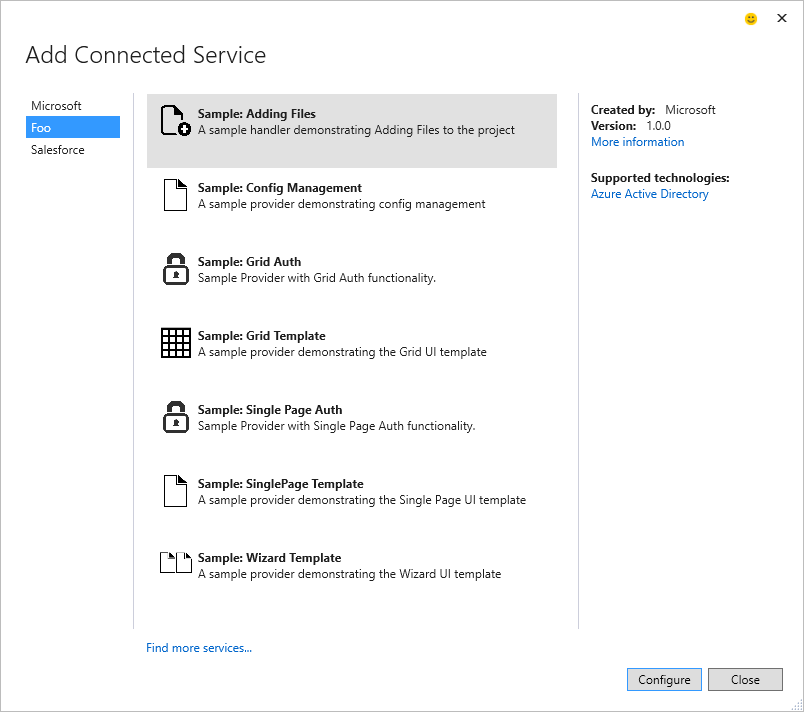 Add Connected Service
Microsoft
Foo
Salesforce
Sample: Adding Files
A sample handler demonstrating Adding Files to the project
Sample: Config Management
A sample provider demonstrating config management
Sample: Grid Auth
Sample Provider with Grid Auth functionality.
Sample: Grid Template
A sample provider demonstrating the Grid UI template
Sample: Single Page Auth
Sample Provider with Single Page Auth functionality.
Sample: SinglePage Template
A sample provider demonstrating the Single Page UI template
Sample: Wizard Template
A sample provider demonstrating the Wizard UI template
Created by: Microsoft
Version: 1.0.0
More information
Supported technologies:
Azure Active Directory
Find more services...
Configure
Close